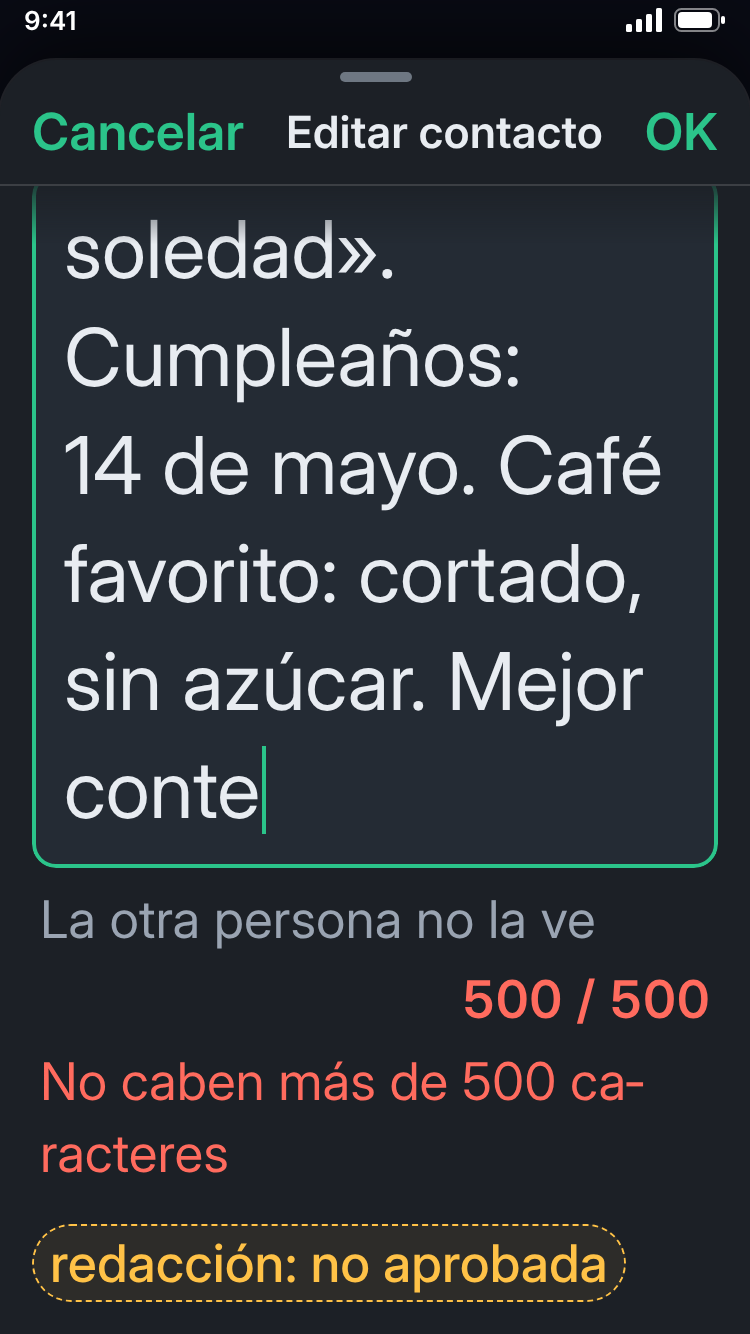 9:41
Cancelar Editar contacto OK
soledad».
Cumpleaños:
14 de mayo. Café
favorito: cortado,
sin azúcar. Mejor
conte
La otra persona no la ve
500 / 500
No caben más de 500 ca-
racteres
redacción: no aprobada